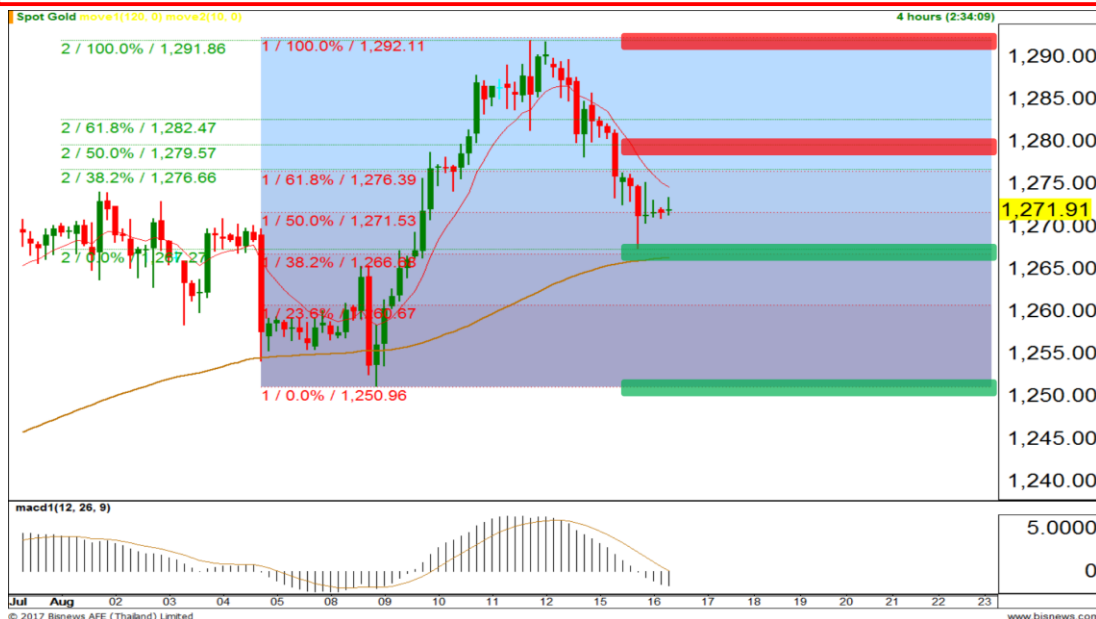 Spot Gold move1(120, 0) move2(10, 0) 4 hours (2:34:09)
2 / 100.0% / 1,291.86
1 / 100.0% / 1,292.11
2 / 61.8% / 1,282.47
2 / 50.0% / 1,279.57
2 / 38.2% / 1,276.66
1 / 61.8% / 1,276.39
1 / 50.0% / 1,271.53
2 / 0.0% / 1,267.27
1 / 38.2% / 1,266.68
1 / 23.6% / 1,260.67
1 / 0.0% / 1,250.96
1,290.00
1,285.00
1,280.00
1,275.00
1,271.91
1,270.00
1,265.00
1,260.00
1,255.00
1,250.00
1,245.00
1,240.00
macd1(12, 26, 9)
5.0000
0
Jul Aug 02 03 04 05 08 09 10 11 12 15 16 17 18 19 20 21 22 23
© 2017 Bisnews AFE (Thailand) Limited www.bisnews.com